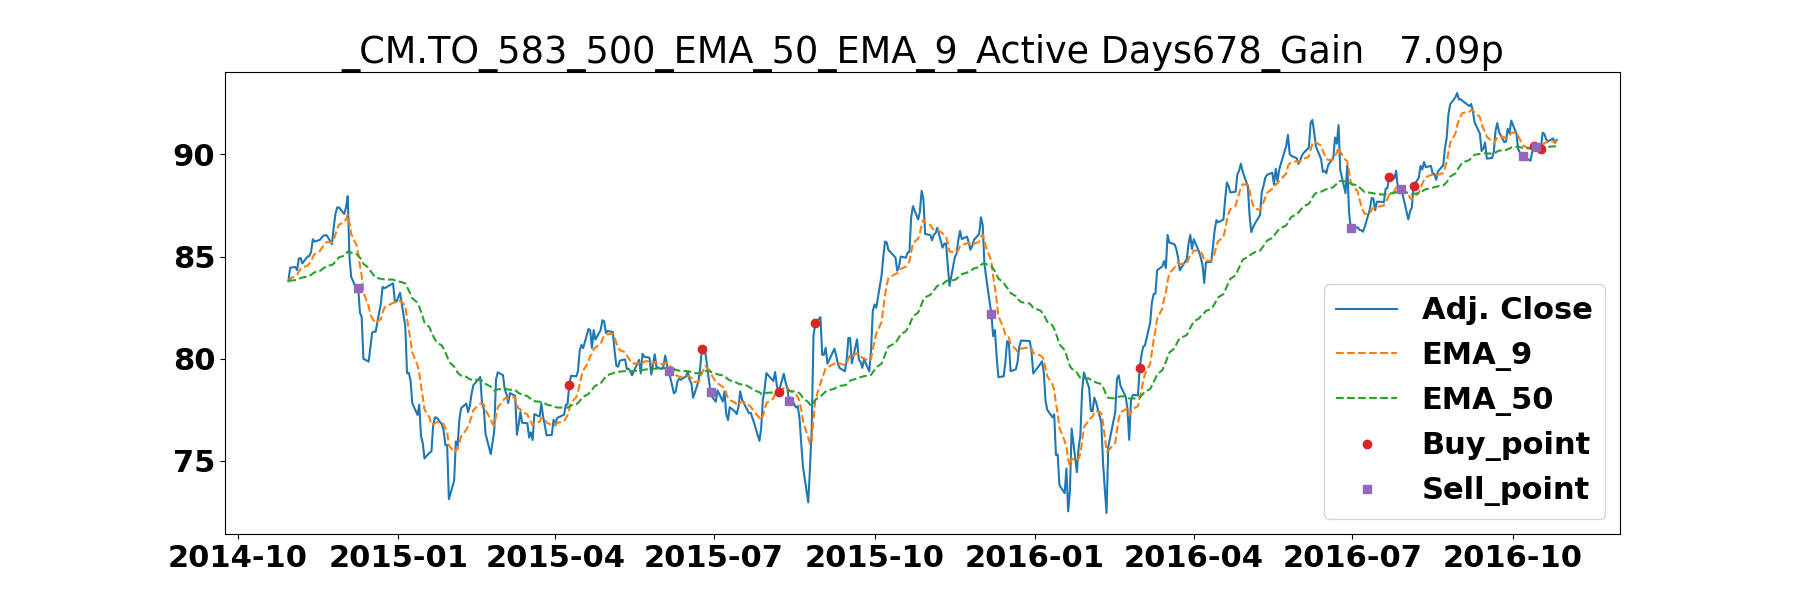 _CM.TO_583_500_EMA_50_EMA_9_Active Days678_Gain   7.09p
90
85
80
75
Adj. Close
EMA_9
EMA_50
Buy_point
Sell_point
2014-10 2015-01 2015-04 2015-07 2015-10 2016-01 2016-04 2016-07 2016-10